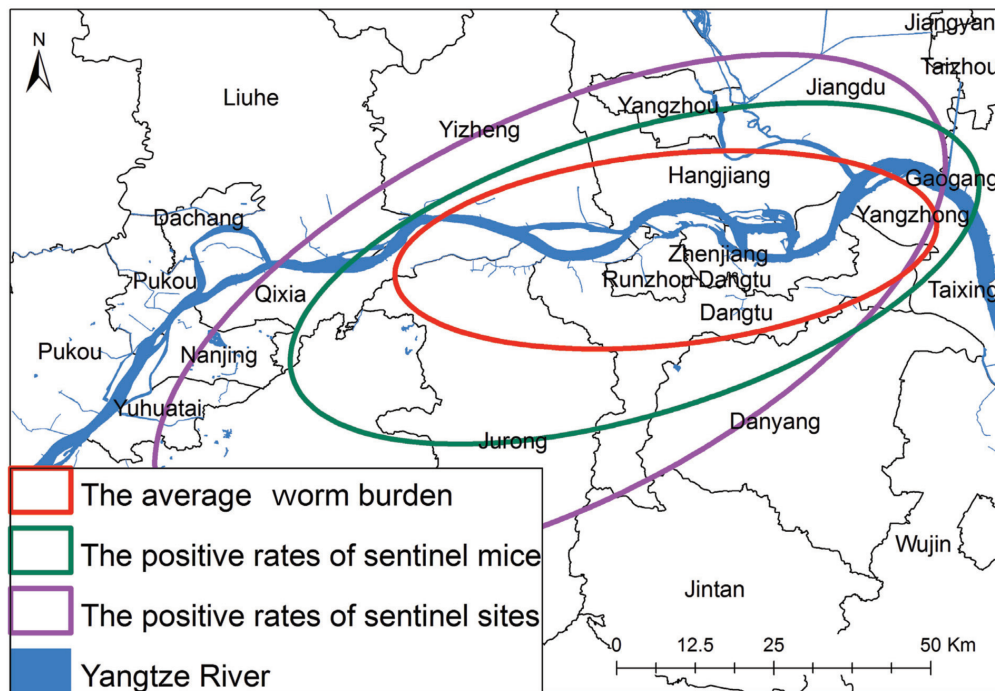 N
Jiangyan
Taizhou
Liuhe
Yangzhou
Jiangdu
Yizheng
Hangjiang
Gaogang
Dachang
Yangzhong
Zhenjiang
Pukou
Qixia
Runzhou Dangtu
Taixing
Dangtu
Pukou
Nanjing
Yuhuatai
Danyang
Jurong
The average worm burden
The positive rates of sentinel mice
Wujin
The positive rates of sentinel sites
Jintan
0 12.5 25 50 Km
Yangtze River